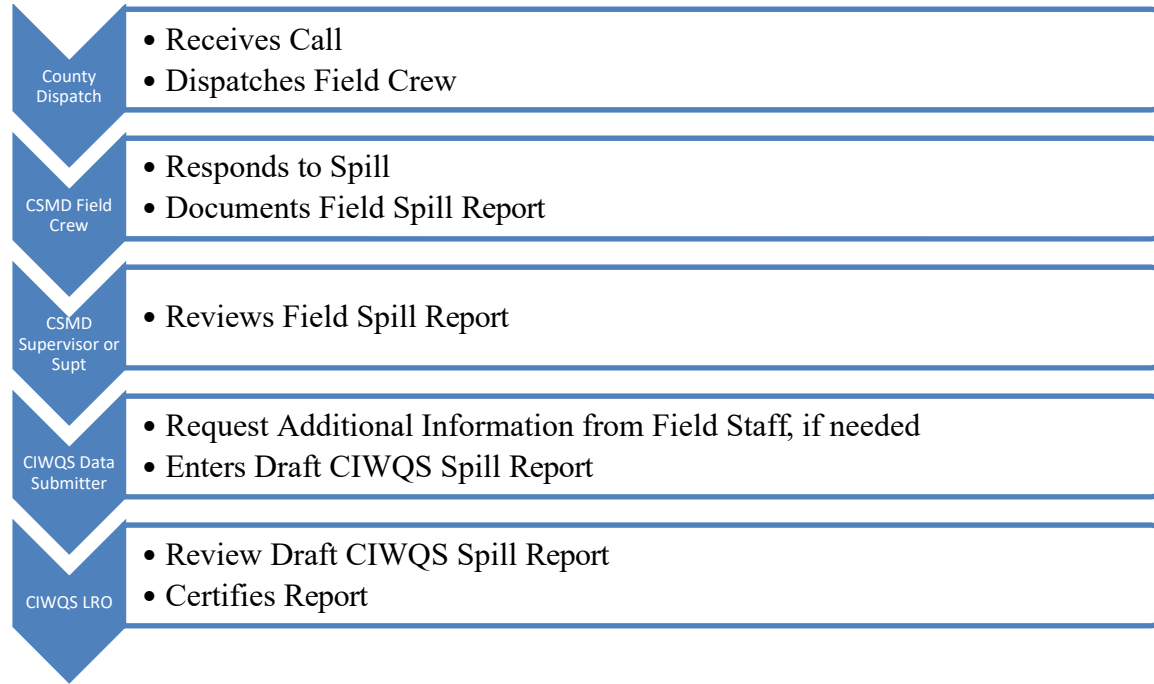 County
Dispatch
• Receives Call
• Dispatches Field Crew
CSMD Field
Crew
• Responds to Spill
• Documents Field Spill Report
CSMD
Supervisor or
Supt
• Reviews Field Spill Report
CIWQS Data
Submitter
• Request Additional Information from Field Staff, if needed
• Enters Draft CIWQS Spill Report
CIWQS LRO
• Review Draft CIWQS Spill Report
• Certifies Report